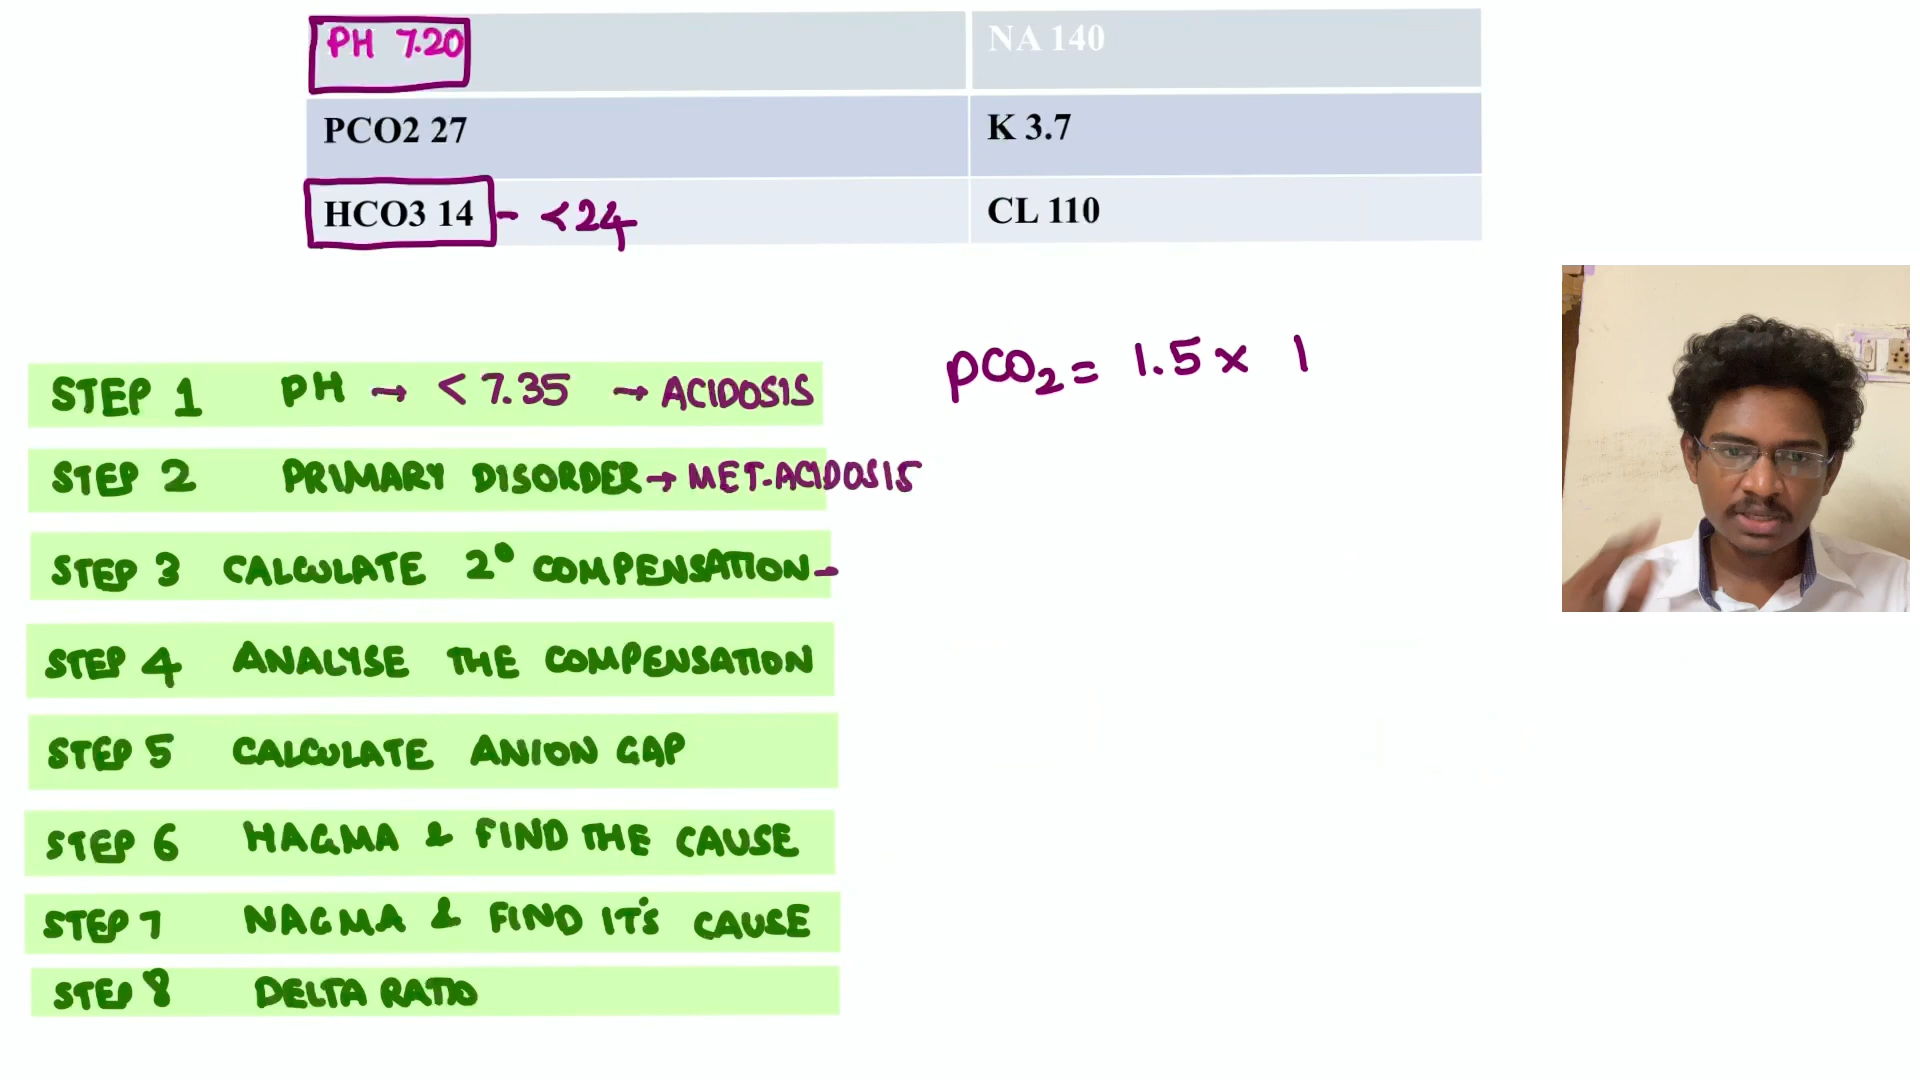 PH 7.20
NA 140
PCO2 27
K 3.7
HCO3 14 - <24
CL 110
STEP 1 PH → < 7.35 → ACIDOSIS
STEP 2 PRIMARY DISORDER → MET.ACIDOSIS
STEP 3 CALCULATE 2° COMPENSATION-
STEP 4 ANALYSE THE COMPENSATION
STEP 5 CALCULATE ANION GAP
STEP 6 HAGMA & FIND THE CAUSE
STEP 7 NAGMA & FIND IT'S CAUSE
STEP 8 DELTA RATIO
pCO₂ = 1.5 x 1